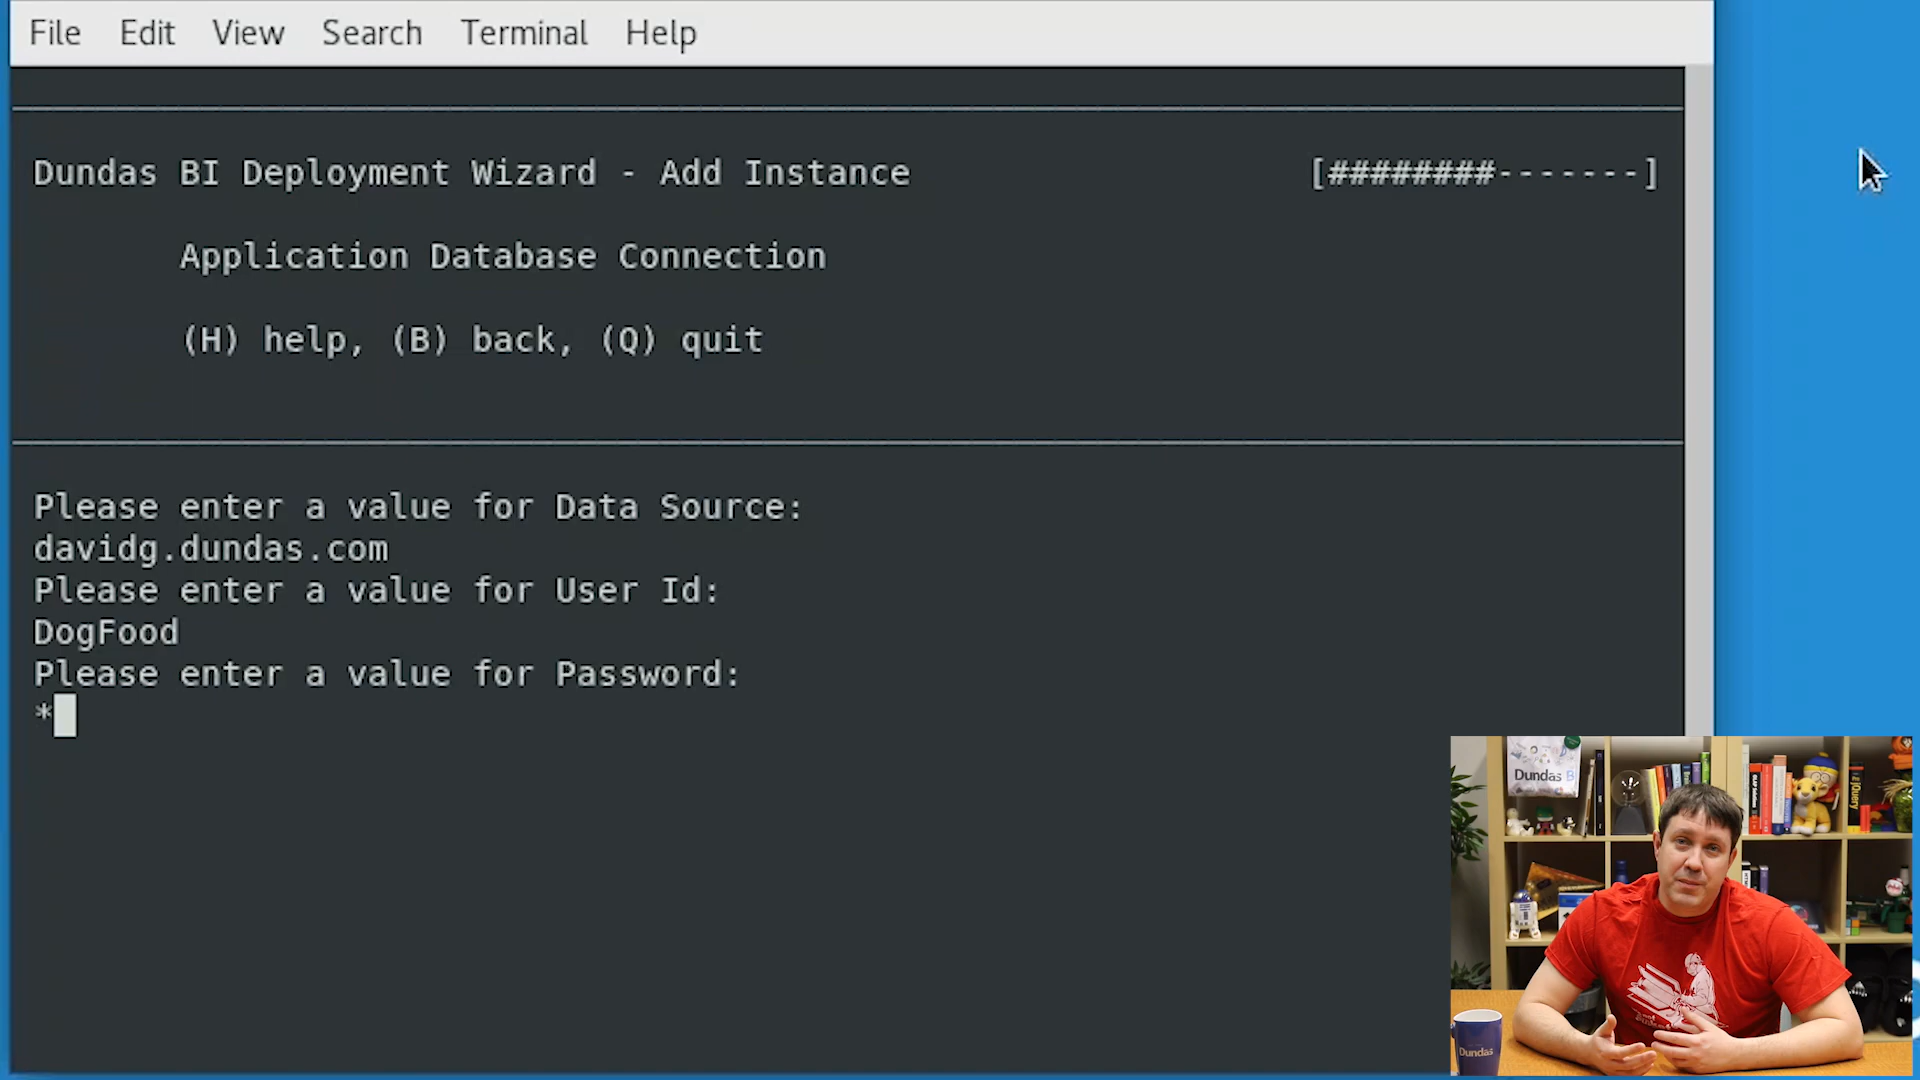 File Edit View Search Terminal Help
Dundas BI Deployment Wizard - Add Instance [########-------]
Application Database Connection
(H) help, (B) back, (Q) quit
Please enter a value for Data Source:
davidg.dundas.com
Please enter a value for User Id:
DogFood
Please enter a value for Password:
*
Dundas B
jQuery
Dundas